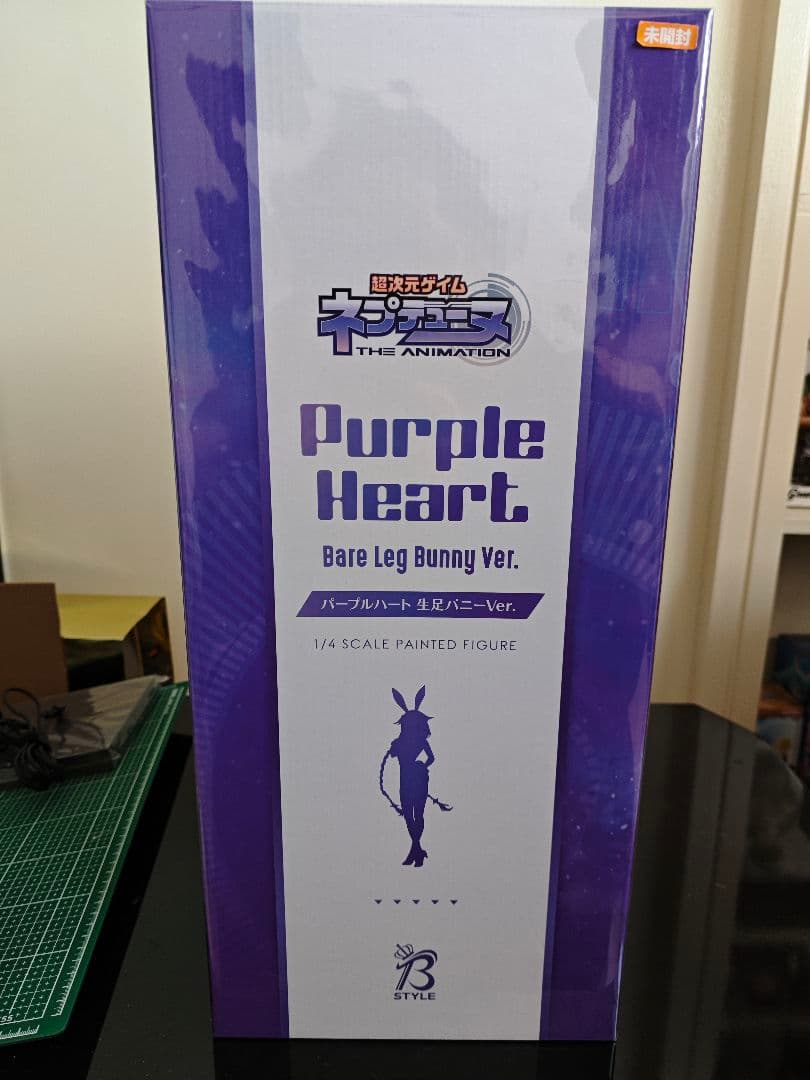 未開封
超次元ゲイム
ネプテューヌ
THE ANIMATION
Purple
Heart
Bare Leg Bunny Ver.
パープルハート 生足バニーVer.
1/4 SCALE PAINTED FIGURE
B
STYLE